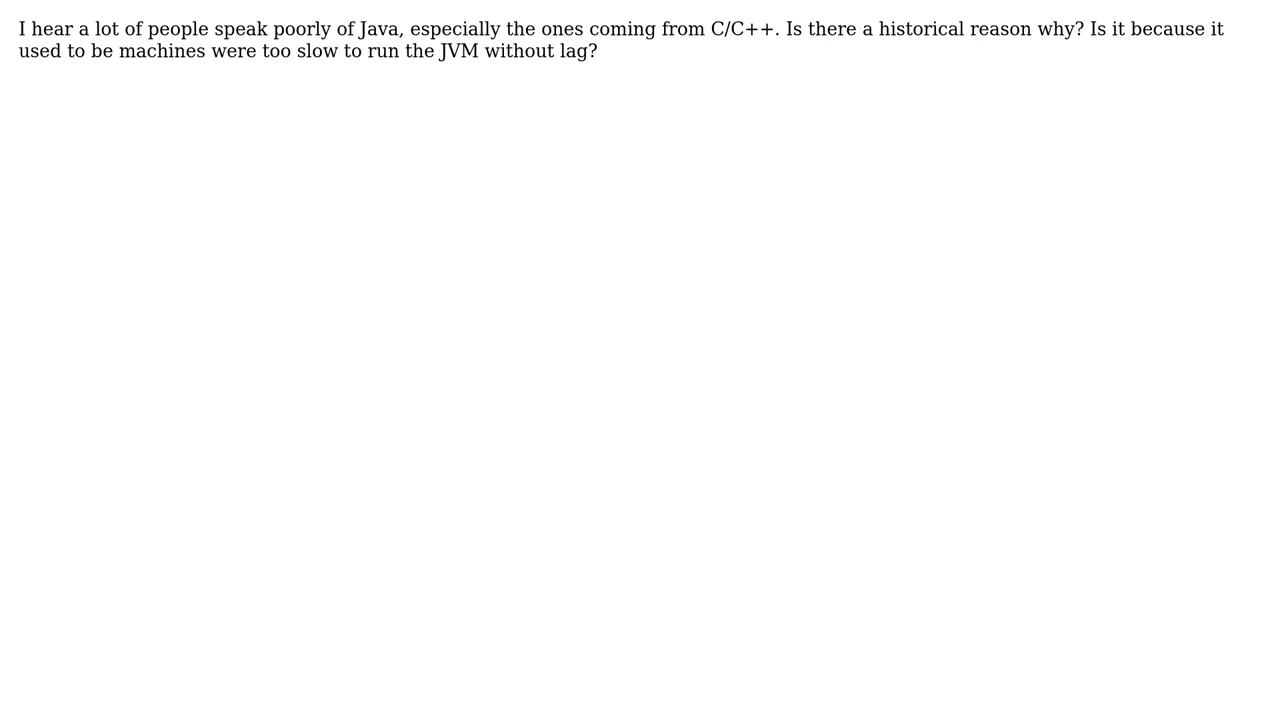 I hear a lot of people speak poorly of Java, especially the ones coming from C/C++. Is there a historical reason why? Is it because it
used to be machines were too slow to run the JVM without lag?